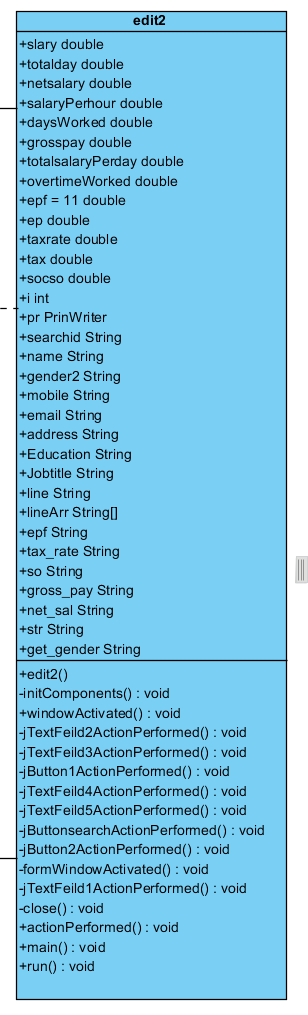 edit2
+slary double
+totalday double
+netsalary double
+salaryPerhour double
+daysWorked double
+grosspay double
+totalsalaryPerday double
+overtimeWorked double
+epf = 11 double
+ep double
+taxrate double
+tax double
+socso double
+i int
+pr PrinWriter
+searchid String
+name String
+gender2 String
+mobile String
+email String
+address String
+Education String
+Jobtitle String
+line String
+lineArr String[]
+epf String
+tax_rate String
+so String
+gross_pay String
+net_sal String
+str String
+get_gender String
+edit2()
-initComponents() : void
+windowActivated() : void
-jTextFeild2ActionPerformed() : void
-jTextFeild3ActionPerformed() : void
-jButton1ActionPerformed() : void
-jTextFeild4ActionPerformed() : void
-jTextFeild5ActionPerformed() : void
-jButtonsearchActionPerformed() : void
-jButton2ActionPerformed() : void
-formWindowActivated() : void
-jTextFeild1ActionPerformed() : void
-close() : void
+actionPerformed() : void
+main() : void
+run() : void